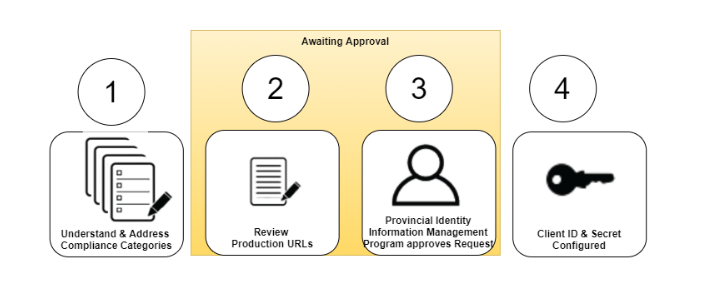 Awaiting Approval
1
2
3
4
Understand & Address
Compliance Categories
Review
Production URLs
Provincial Identity
Information Management
Program approves Request
Client ID & Secret
Configured